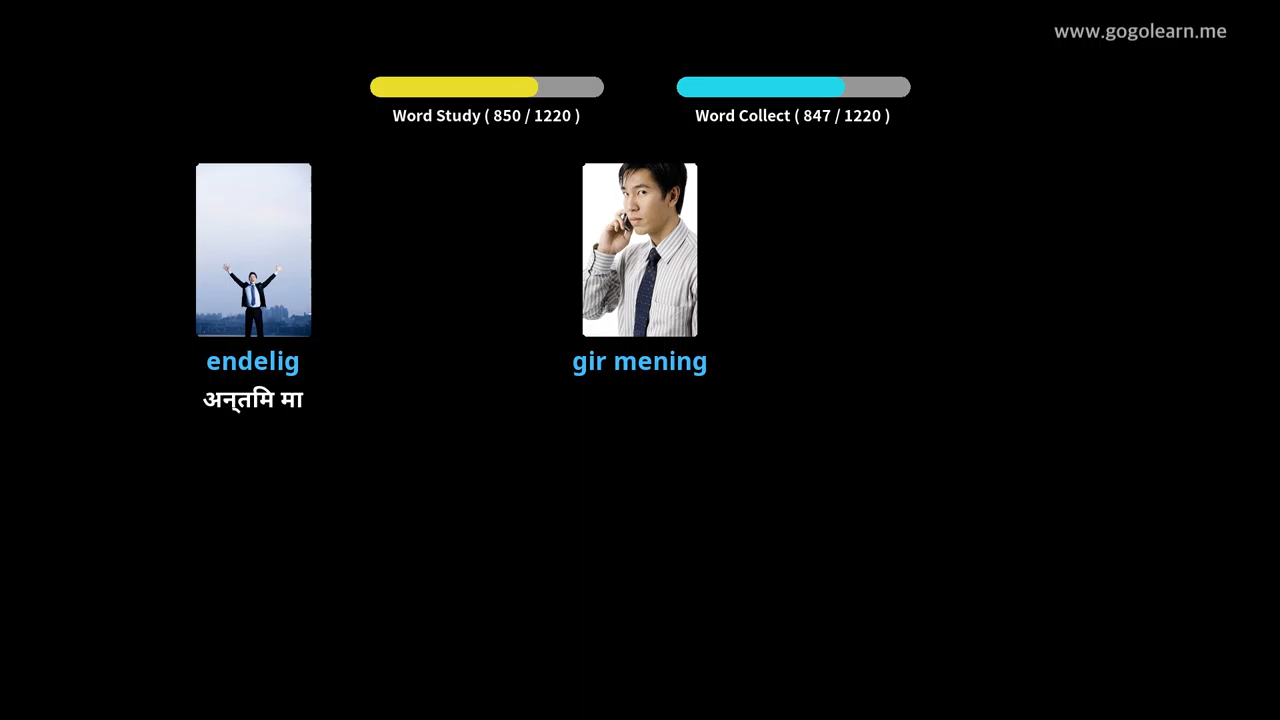 www.gogolearn.me
Word Study ( 850 / 1220 )
Word Collect ( 847 / 1220 )
endelig
gir mening
अन्तमि मा